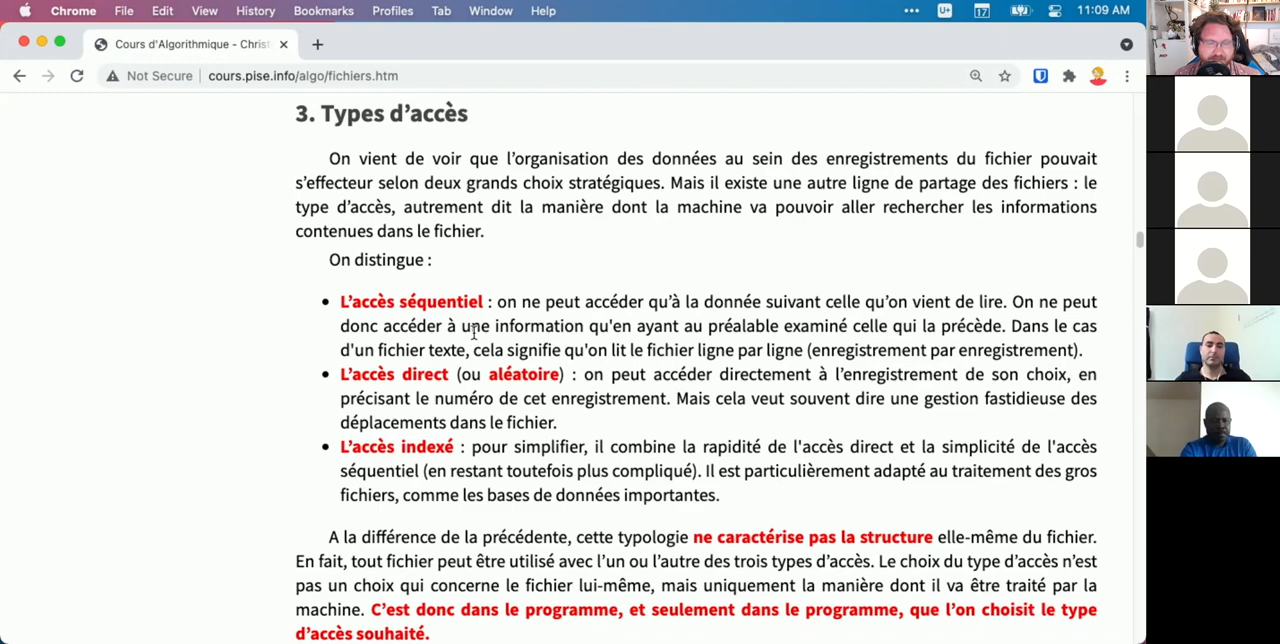 Chrome File Edit View History Bookmarks Profiles Tab Window Help ••• U+ 17 11:09 AM
Cours d'Algorithmique - Christ
Not Secure cours.pise.info/algo/fichiers.htm
3. Types d’accès
On vient de voir que l’organisation des données au sein des enregistrements du fichier pouvait
s’effecteur selon deux grands choix stratégiques. Mais il existe une autre ligne de partage des fichiers : le
type d’accès, autrement dit la manière dont la machine va pouvoir aller rechercher les informations
contenues dans le fichier.
On distingue :
• L’accès séquentiel : on ne peut accéder qu’à la donnée suivant celle qu’on vient de lire. On ne peut
donc accéder à une information qu'en ayant au préalable examiné celle qui la précède. Dans le cas
d'un fichier texte, cela signifie qu'on lit le fichier ligne par ligne (enregistrement par enregistrement).
• L’accès direct (ou aléatoire) : on peut accéder directement à l’enregistrement de son choix, en
précisant le numéro de cet enregistrement. Mais cela veut souvent dire une gestion fastidieuse des
déplacements dans le fichier.
• L’accès indexé : pour simplifier, il combine la rapidité de l'accès direct et la simplicité de l'accès
séquentiel (en restant toutefois plus compliqué). Il est particulièrement adapté au traitement des gros
fichiers, comme les bases de données importantes.
A la différence de la précédente, cette typologie ne caractérise pas la structure elle-même du fichier.
En fait, tout fichier peut être utilisé avec l’un ou l’autre des trois types d’accès. Le choix du type d’accès n’est
pas un choix qui concerne le fichier lui-même, mais uniquement la manière dont il va être traité par la
machine. C’est donc dans le programme, et seulement dans le programme, que l’on choisit le type
d’accès souhaité.